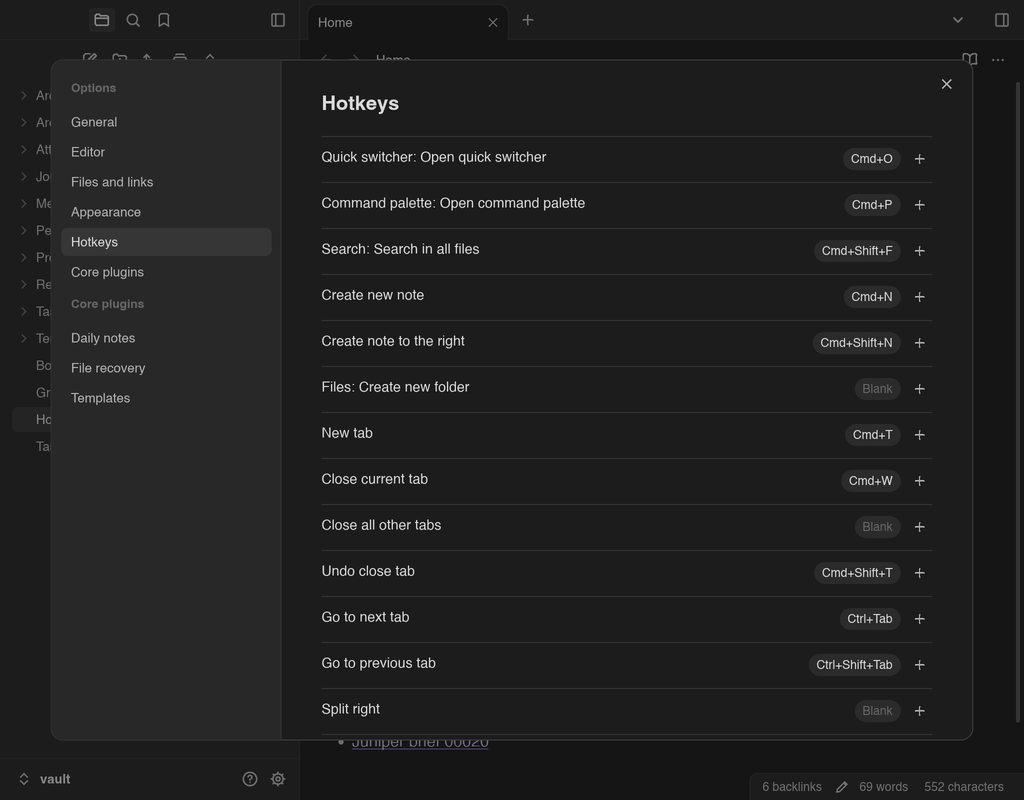 Home
Home
Options
General
Editor
Files and links
Appearance
Hotkeys
Core plugins
Core plugins
Daily notes
File recovery
Templates
Hotkeys
Quick switcher: Open quick switcher
Cmd+O
Command palette: Open command palette
Cmd+P
Search: Search in all files
Cmd+Shift+F
Create new note
Cmd+N
Create note to the right
Cmd+Shift+N
Files: Create new folder
Blank
New tab
Cmd+T
Close current tab
Cmd+W
Close all other tabs
Blank
Undo close tab
Cmd+Shift+T
Go to next tab
Ctrl+Tab
Go to previous tab
Ctrl+Shift+Tab
Split right
Blank
Juniper brief 00020
vault
6 backlinks
69 words
552 characters